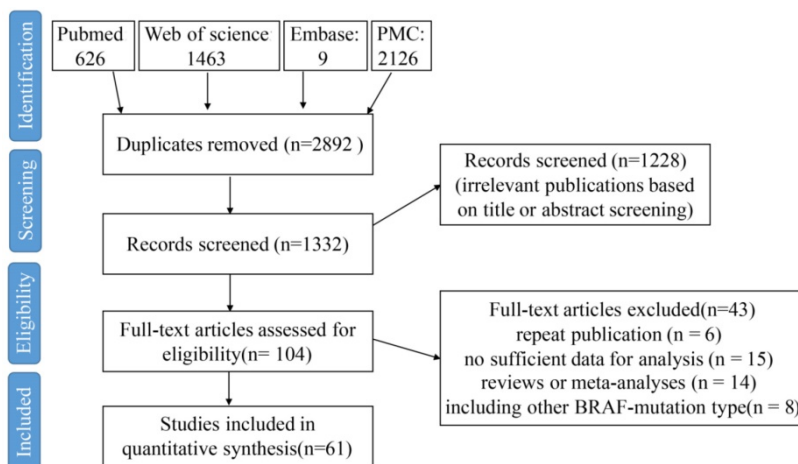 Identification
Pubmed
626
Web of science
1463
Embase:
9
PMC:
2126
Duplicates removed (n=2892 )
Screening
Records screened (n=1228)
(irrelevant publications based
on title or abstract screening)
Records screened (n=1332)
Eligibility
Full-text articles assessed for
eligibility(n= 104)
Full-text articles excluded(n=43)
repeat publication (n = 6)
no sufficient data for analysis (n = 15)
reviews or meta-analyses (n = 14)
including other BRAF-mutation type(n = 8)
Included
Studies included in
quantitative synthesis(n=61)